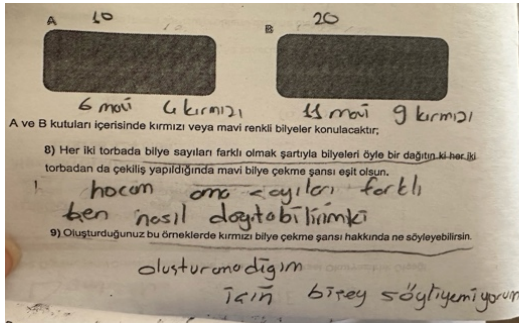 A 10
B 20
6 mavi 4 kırmızı
11 mavi 9 kırmızı
A ve B kutuları içerisinde kırmızı veya mavi renkli bilyeler konulacaktır;
8) Her iki torbada bilye sayıları farklı olmak şartıyla bilyeleri öyle bir dağıtın ki her iki
torbadan da çekiliş yapıldığında mavi bilye çekme şansı eşit olsun.
hocam ama sayıları farklı
ben nasıl dağıtabilirimki
9) Oluşturduğunuz bu örneklerde kırmızı bilye çekme şansı hakkında ne söyleyebilirsin.
oluşturamadığım
için bişey söyliyemiyorum